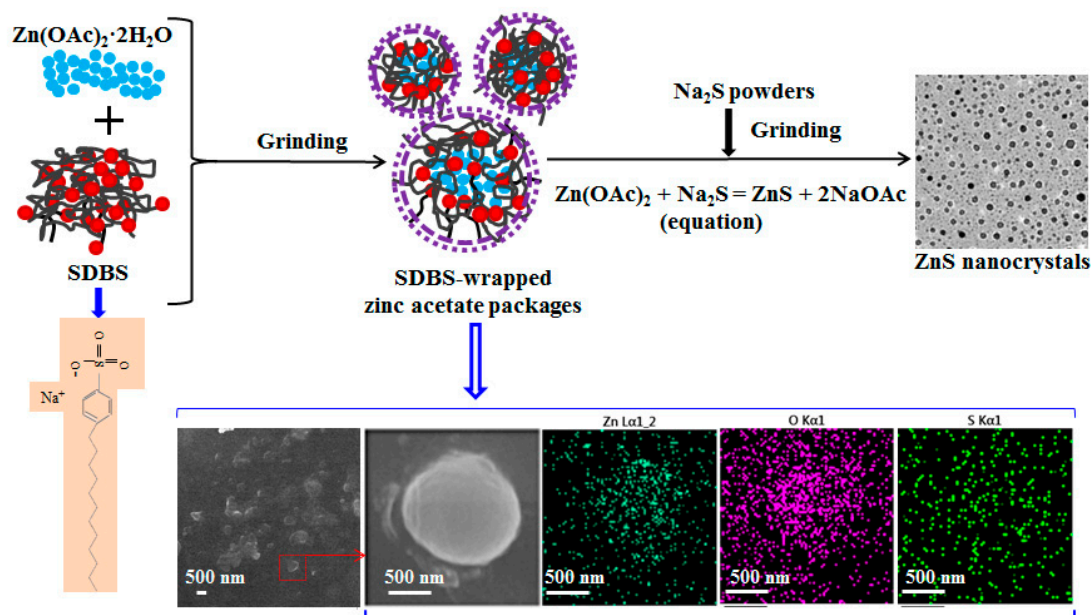 Zn(OAc)₂·2H₂O
+
SDBS
O
O
S
O-
Na⁺
Grinding
SDBS-wrapped
zinc acetate packages
Na₂S powders
Grinding
Zn(OAc)₂ + Na₂S = ZnS + 2NaOAc
(equation)
ZnS nanocrystals
500 nm
500 nm
Zn Lα1_2
500 nm
O Kα1
500 nm
S Kα1
500 nm